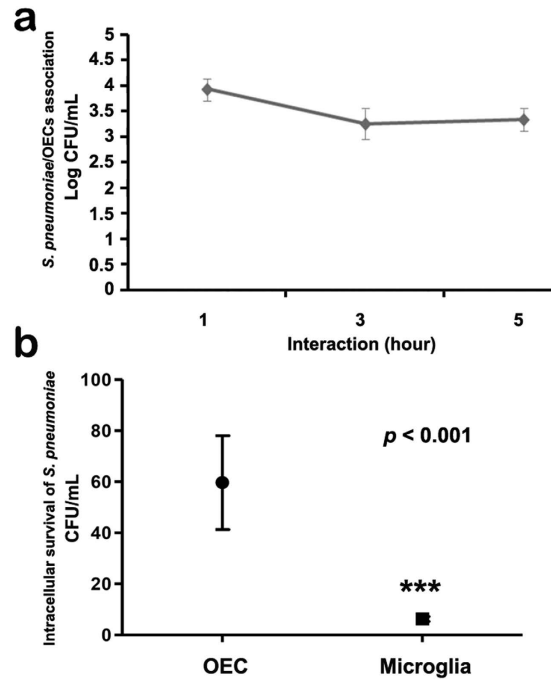 a
S. pneumoniae/OECs association
Log CFU/mL
5
4.5
4
3.5
3
2.5
2
1.5
1
0.5
0
1 3 5
Interaction (hour)
b
Intracellular survival of S. pneumoniae
CFU/mL
100
80
60
40
20
0
p < 0.001
***
OEC Microglia